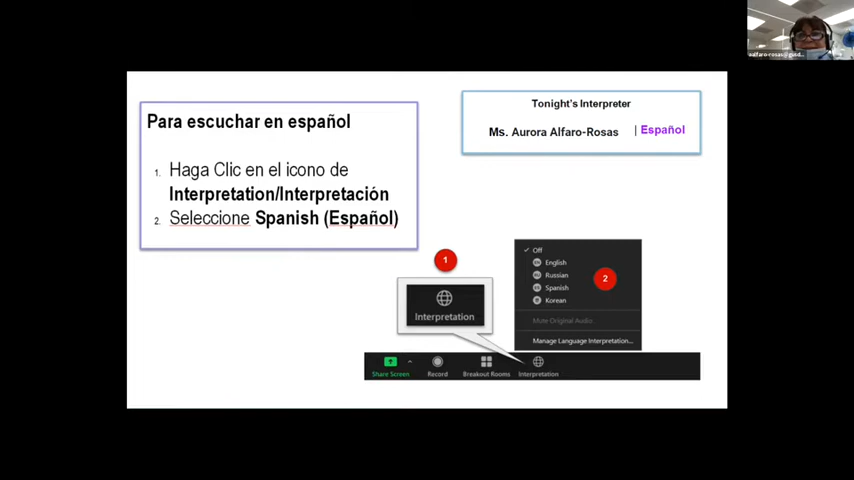 Para escuchar en español
1. Haga Clic en el icono de
Interpretation/Interpretación
2. Seleccione Spanish (Español)
Tonight's Interpreter
Ms. Aurora Alfaro-Rosas | Español
1
Interpretation
Off
English
Russian
Spanish
Korean
2
Mute Original Audio
Manage Language Interpretation...
Share Screen
Record
Breakout Rooms
Interpretation